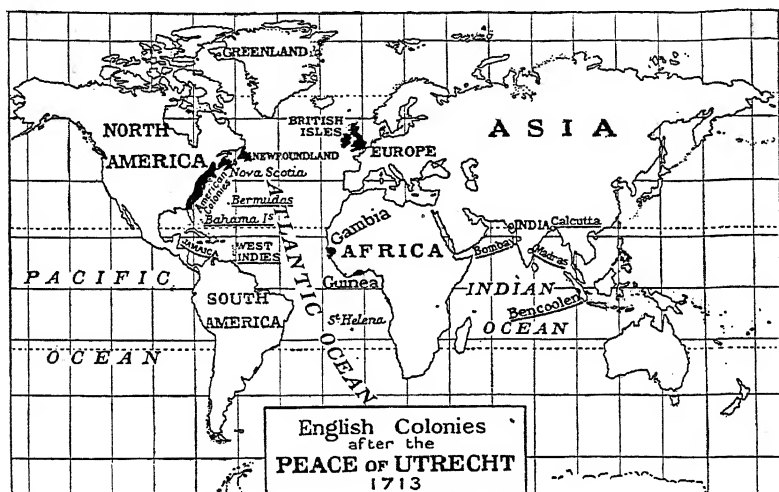 GREENLAND
NORTH
AMERICA
BRITISH
ISLES
NEWFOUNDLAND
Nova Scotia
American
Colonies
Bermudas
Bahama Is
JAMAICA
WEST
INDIES
ATLANTIC OCEAN
EUROPE
ASIA
Gambia
AFRICA
Guinea
INDIA
Calcutta
Bombay
Madras
Bencoolen
PACIFIC
OCEAN
SOUTH
AMERICA
St Helena
INDIAN
OCEAN
English Colonies
after the
PEACE OF UTRECHT
1713